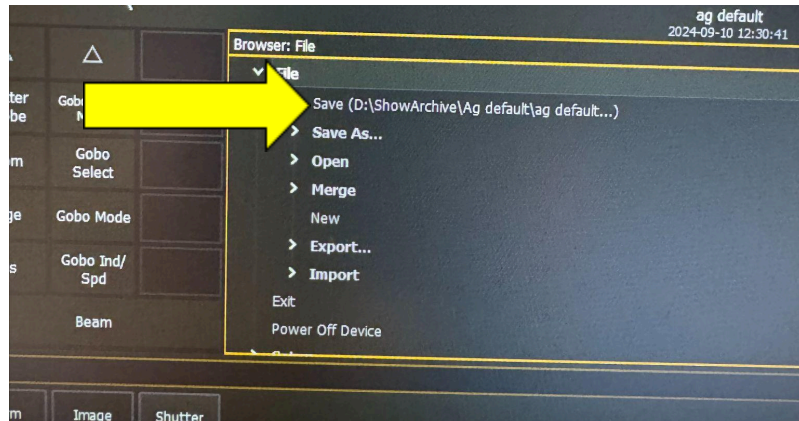 ag default
2024-09-10 12:30:41
Browser: File
File
Save (D:\ShowArchive\Ag default\ag default...)
Save As...
Open
Merge
New
Export...
Import
Exit
Power Off Device
Gobo
Select
Gobo Mode
Gobo Ind/
Spd
Beam
Image
Shutter